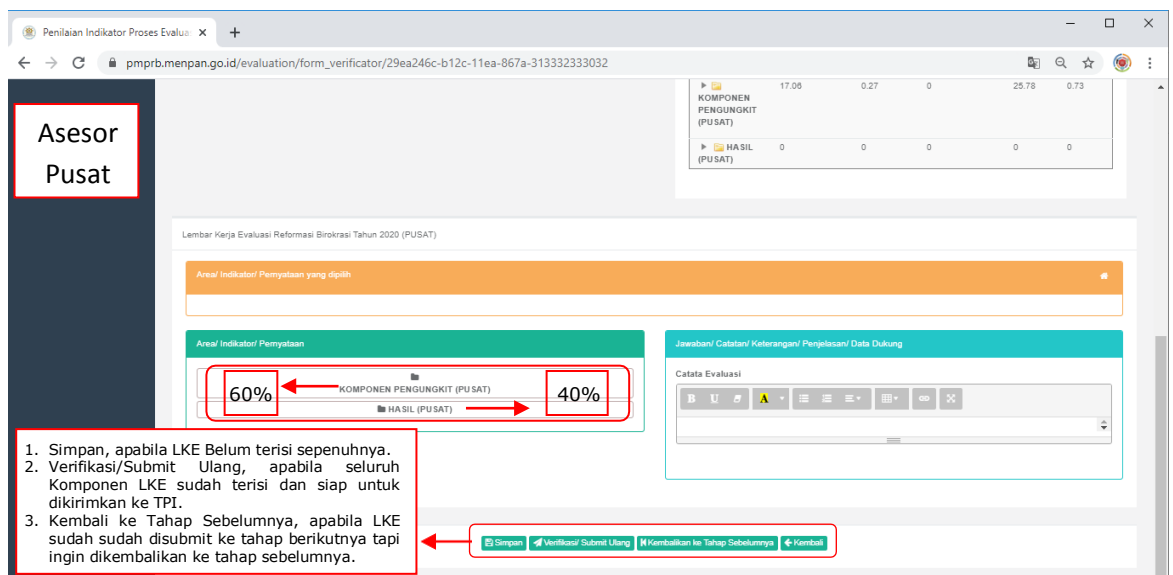 Penilaian Indikator Proses Evalua
pmprb.menpan.go.id/evaluation/form_verificator/29ea246c-b12c-11ea-867a-313332333032
Asesor
Pusat
KOMPONEN 17.06 0.27 0 25.78 0.73
PENGUNGKIT
(PUSAT)
HASIL 0 0 0 0 0
(PUSAT)
Lembar Kerja Evaluasi Reformasi Birokrasi Tahun 2020 (PUSAT)
Area/ Indikator/ Pernyataan yang dipilih
Area/ Indikator/ Pernyataan
60%
KOMPONEN PENGUNGKIT (PUSAT)
40%
HASIL (PUSAT)
Jawaban/ Catatan/ Keterangan/ Penjelasan/ Data Dukung
Catata Evaluasi
B U A
1. Simpan, apabila LKE Belum terisi sepenuhnya.
2. Verifikasi/Submit Ulang, apabila seluruh
Komponen LKE sudah terisi dan siap untuk
dikirimkan ke TPI.
3. Kembali ke Tahap Sebelumnya, apabila LKE
sudah sudah disubmit ke tahap berikutnya tapi
ingin dikembalikan ke tahap sebelumnya.
Simpan Verifikasi/ Submit Ulang Kembalikan ke Tahap Sebelumnya Kembali